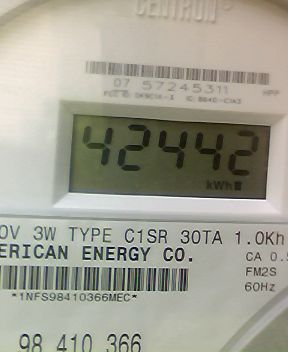 CENTRON®
07 57245311
HPP
42442
kWh
0V 3W TYPE C1SR 30TA 1.0Kh
ERICAN ENERGY CO.
CA 0.5
FM2S
*1NFS98410366MEC*
60Hz
98 410 366